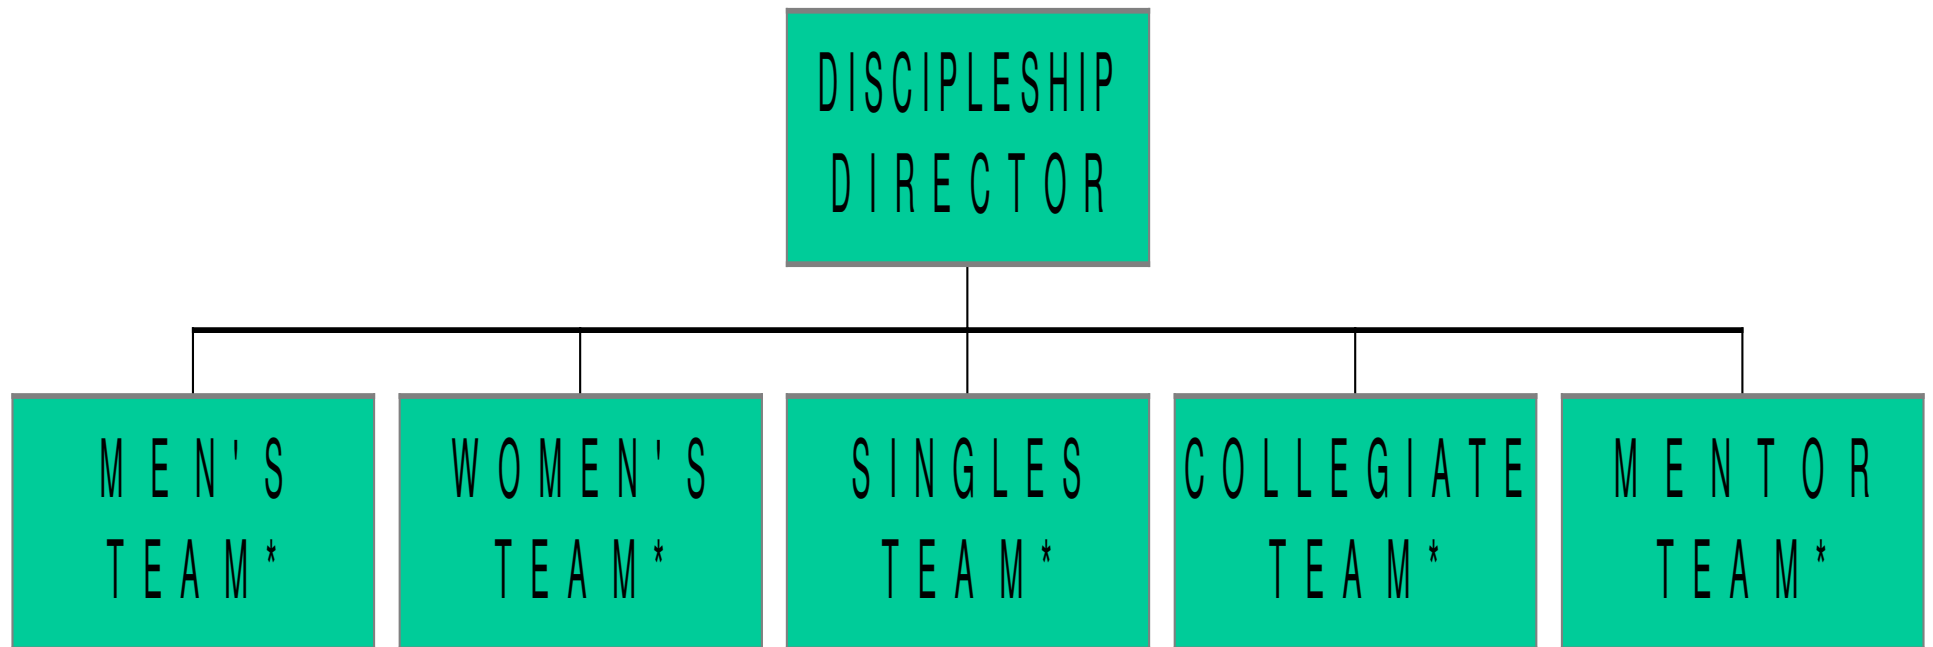 DISCIPLESHIP
DIRECTOR
MEN'S
TEAM*
WOMEN'S
TEAM*
SINGLES
TEAM*
COLLEGIATE
TEAM*
MENTOR
TEAM*